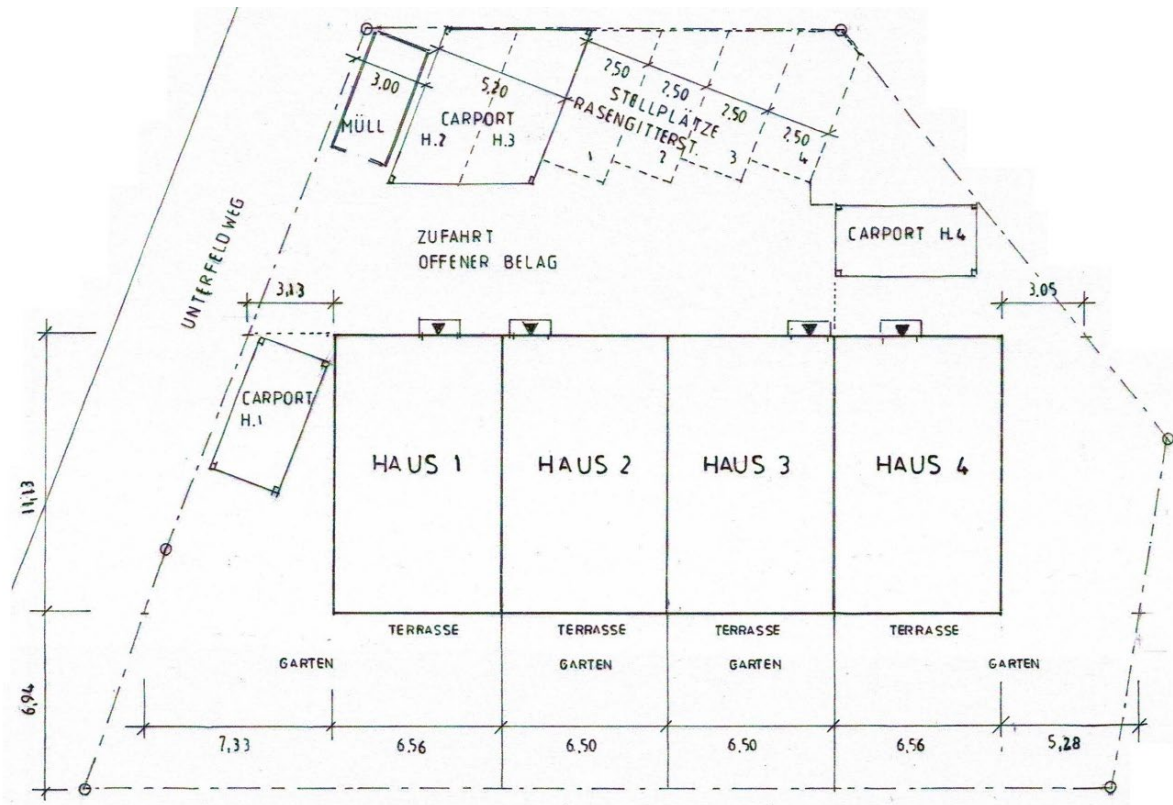 3,00
5,20
2,50
2,50
2,50
2,50
STELLPLÄTZE
RASENGITTERST.
MÜLL
CARPORT
H.2 H.3
1 2 3 4
UNTERFELDWEG
ZUFAHRT
OFFENER BELAG
CARPORT H.4
3,13
3,05
CARPORT
H.1
11,13
HAUS 1 HAUS 2 HAUS 3 HAUS 4
TERRASSE TERRASSE TERRASSE TERRASSE
GARTEN GARTEN GARTEN GARTEN
6,94
7,33 6,56 6,50 6,50 6,56 5,28